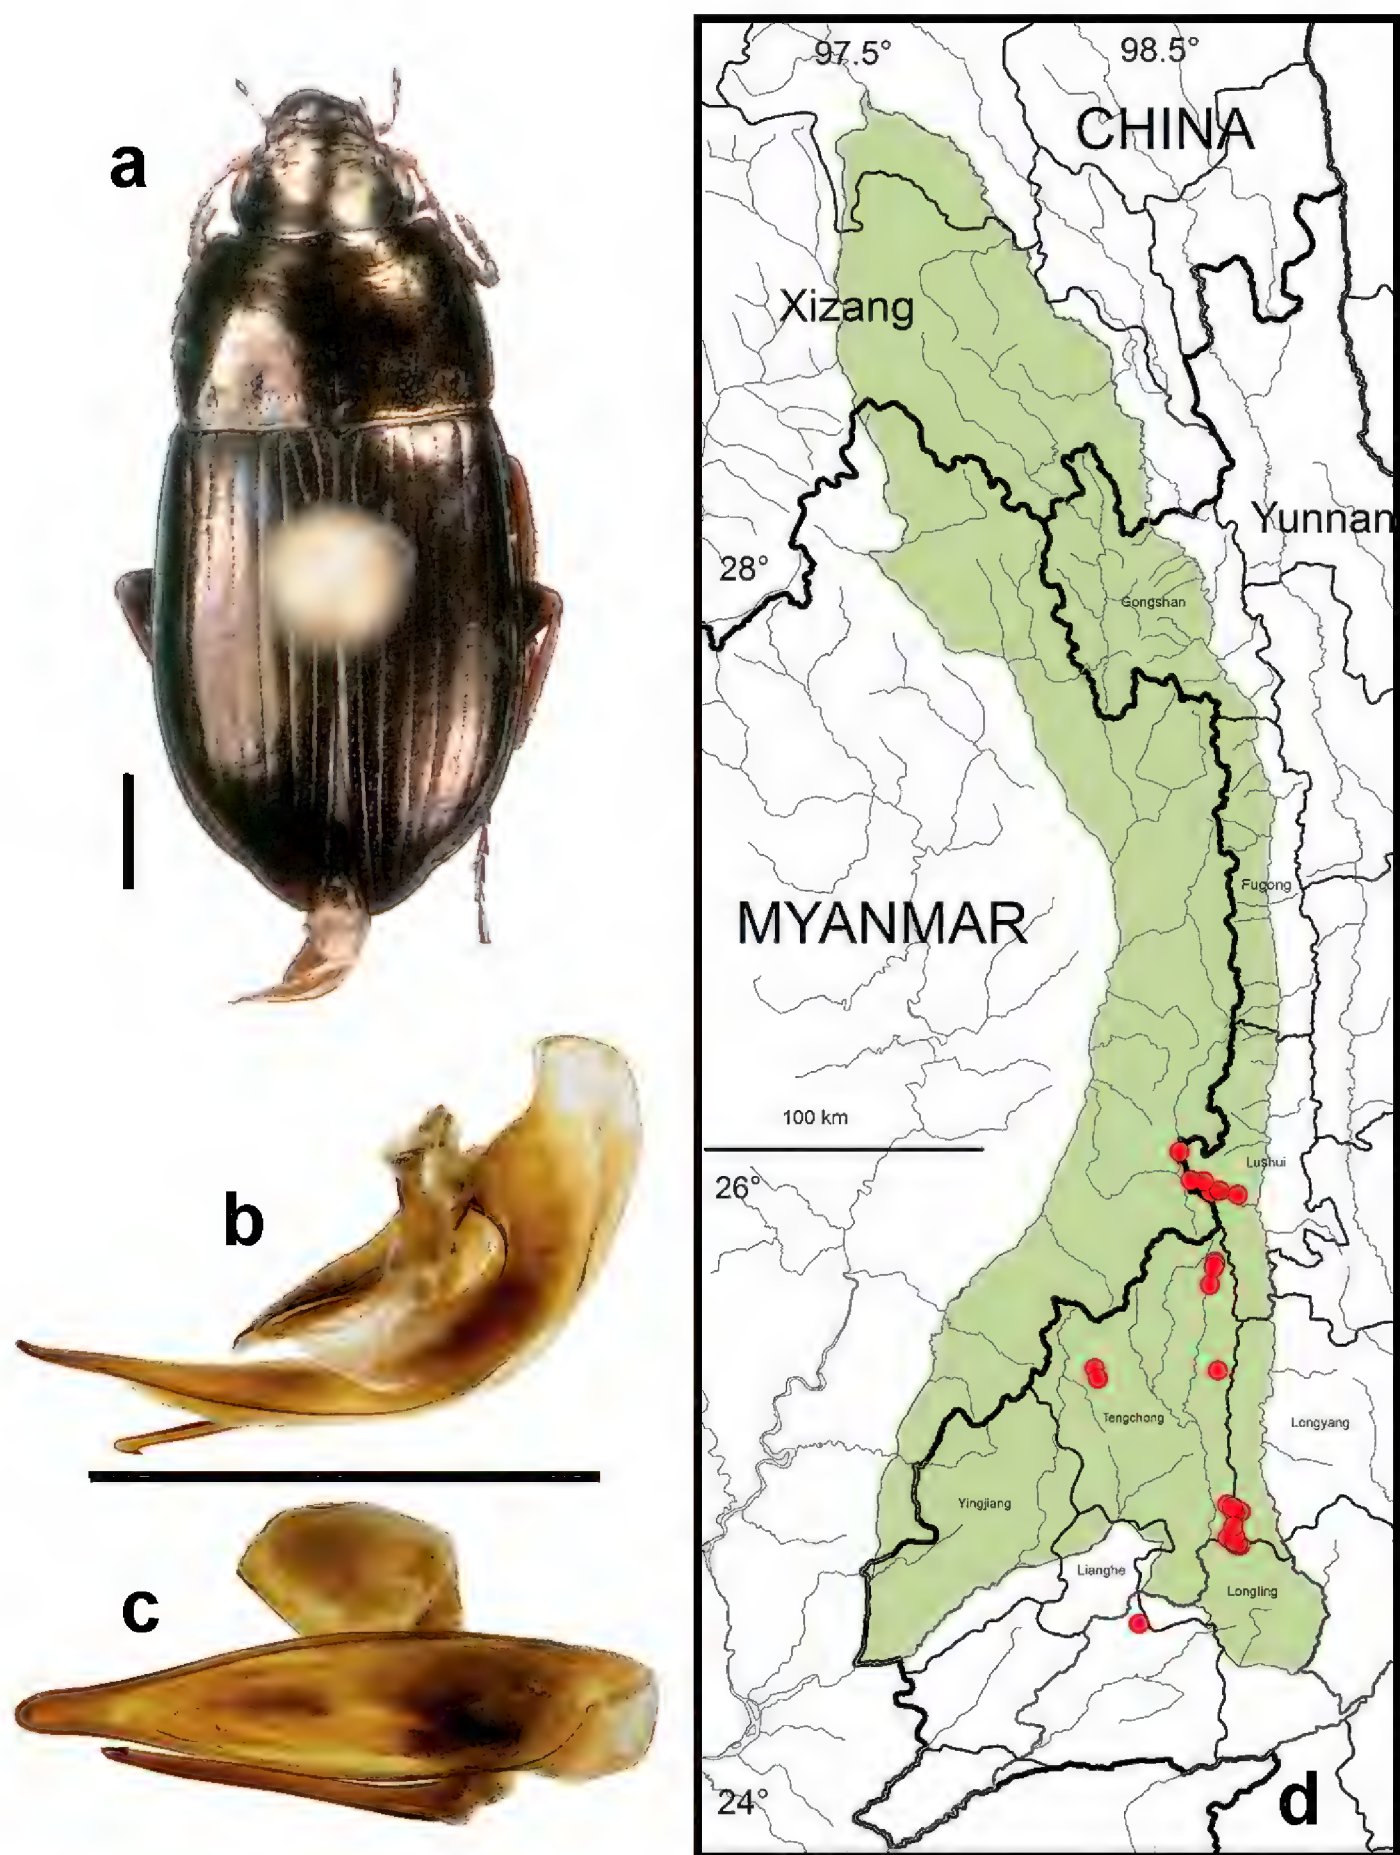 a
b
c
97.5°
98.5°
CHINA
Xizang
Yunnan
28°
Gongshan
Fugong
MYANMAR
100 km
Lushui
26°
Tengchong
Longyang
Yingjiang
Lianghe
Longling
24°
d